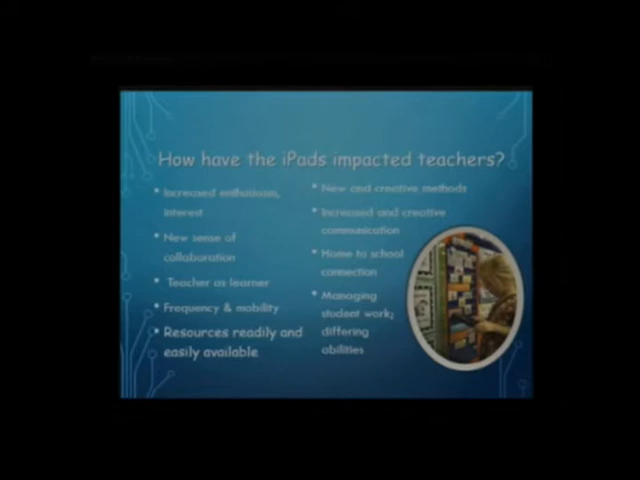 How have the iPads impacted teachers?
• Increased enthusiasm,
interest
• New sense of
collaboration
• Teacher as learner
• Frequency & mobility
• Resources readily and
easily available
• New and creative methods
• Increased and creative
communication
• Home to school
connection
• Managing
student work;
differing
abilities